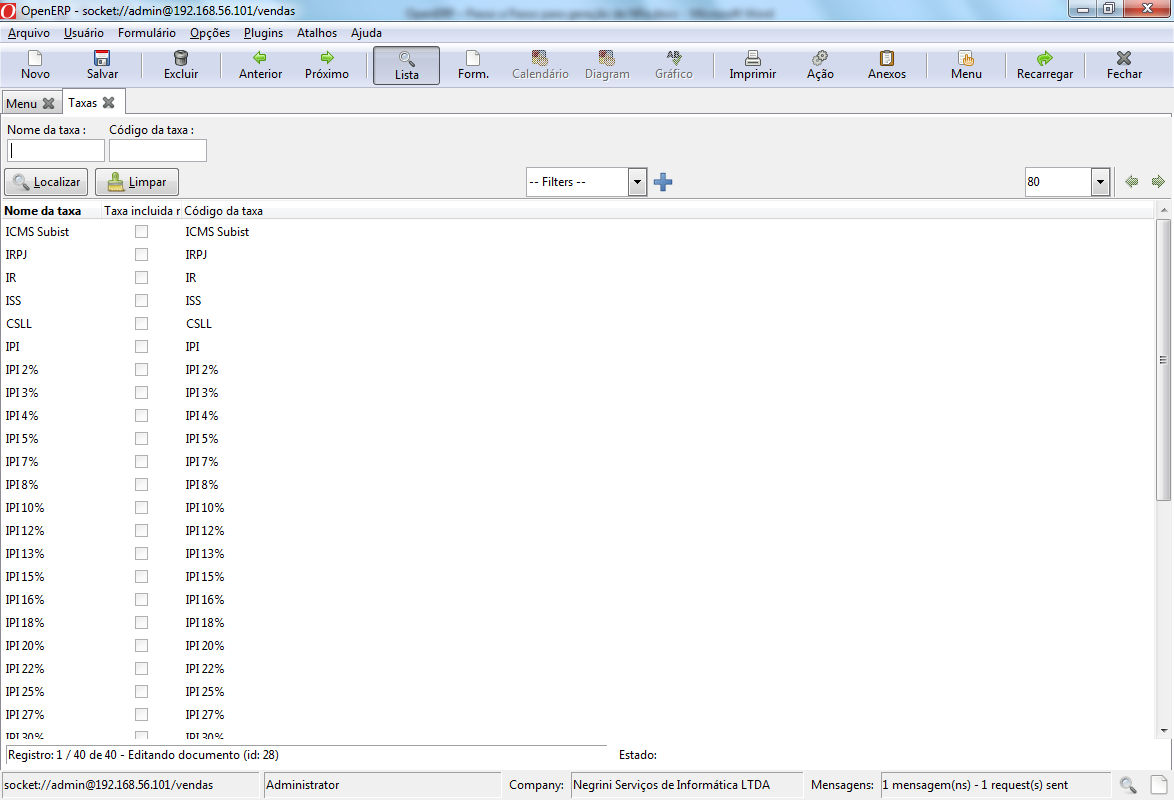 OpenERP - socket://admin@192.168.56.101/vendas
Arquivo Usuário Formulário Opções Plugins Atalhos Ajuda
Novo Salvar Excluir Anterior Próximo Lista Form. Calendário Diagram Gráfico Imprimir Ação Anexos Menu Recarregar Fechar
Menu Taxas
Nome da taxa : Código da taxa :
Localizar Limpar -- Filters -- 80
Nome da taxa Taxa incluida r Código da taxa
ICMS Subist ICMS Subist
IRPJ IRPJ
IR IR
ISS ISS
CSLL CSLL
IPI IPI
IPI 2% IPI 2%
IPI 3% IPI 3%
IPI 4% IPI 4%
IPI 5% IPI 5%
IPI 7% IPI 7%
IPI 8% IPI 8%
IPI 10% IPI 10%
IPI 12% IPI 12%
IPI 13% IPI 13%
IPI 15% IPI 15%
IPI 16% IPI 16%
IPI 18% IPI 18%
IPI 20% IPI 20%
IPI 22% IPI 22%
IPI 25% IPI 25%
IPI 27% IPI 27%
IPI 30% IPI 30%
Registro: 1 / 40 de 40 - Editando documento (id: 28) Estado:
socket://admin@192.168.56.101/vendas Administrator Company: Negrini Serviços de Informática LTDA Mensagens: 1 mensagem(ns) - 1 request(s) sent